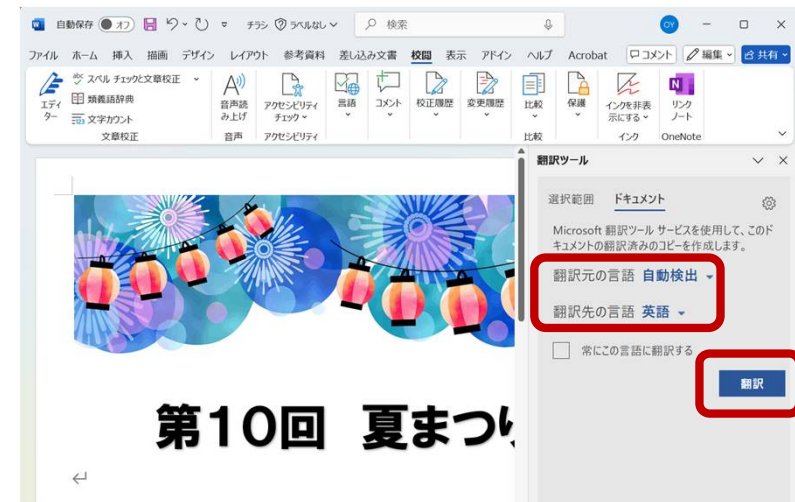 自動保存 オフ チラシ ラベルなし 検索 OY
ファイル ホーム 挿入 描画 デザイン レイアウト 参考資料 差し込み文書 校閲 表示 アドイン ヘルプ Acrobat コメント 編集 共有
エディター
スペル チェックと文章校正
類義語辞典
文字カウント
文章校正
音声読み上げ
音声
アクセシビリティ チェック
アクセシビリティ
言語
コメント
校正履歴
変更履歴
比較
比較
保護
インクを非表示にする
インク
リンクノート
OneNote
翻訳ツール
選択範囲 ドキュメント
Microsoft 翻訳ツール サービスを使用して、このド
キュメントの翻訳済みのコピーを作成します。
翻訳元の言語 自動検出
翻訳先の言語 英語
常にこの言語に翻訳する
翻訳
第10回 夏まつり